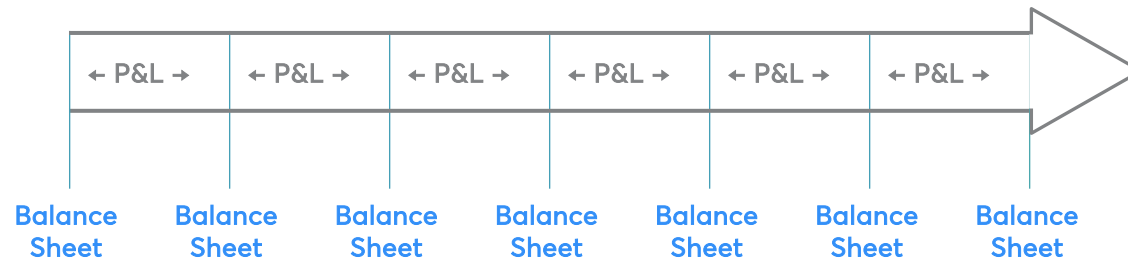 ← P&L → ← P&L → ← P&L → ← P&L → ← P&L → ← P&L →
Balance Balance Balance Balance Balance Balance Balance
Sheet Sheet Sheet Sheet Sheet Sheet Sheet